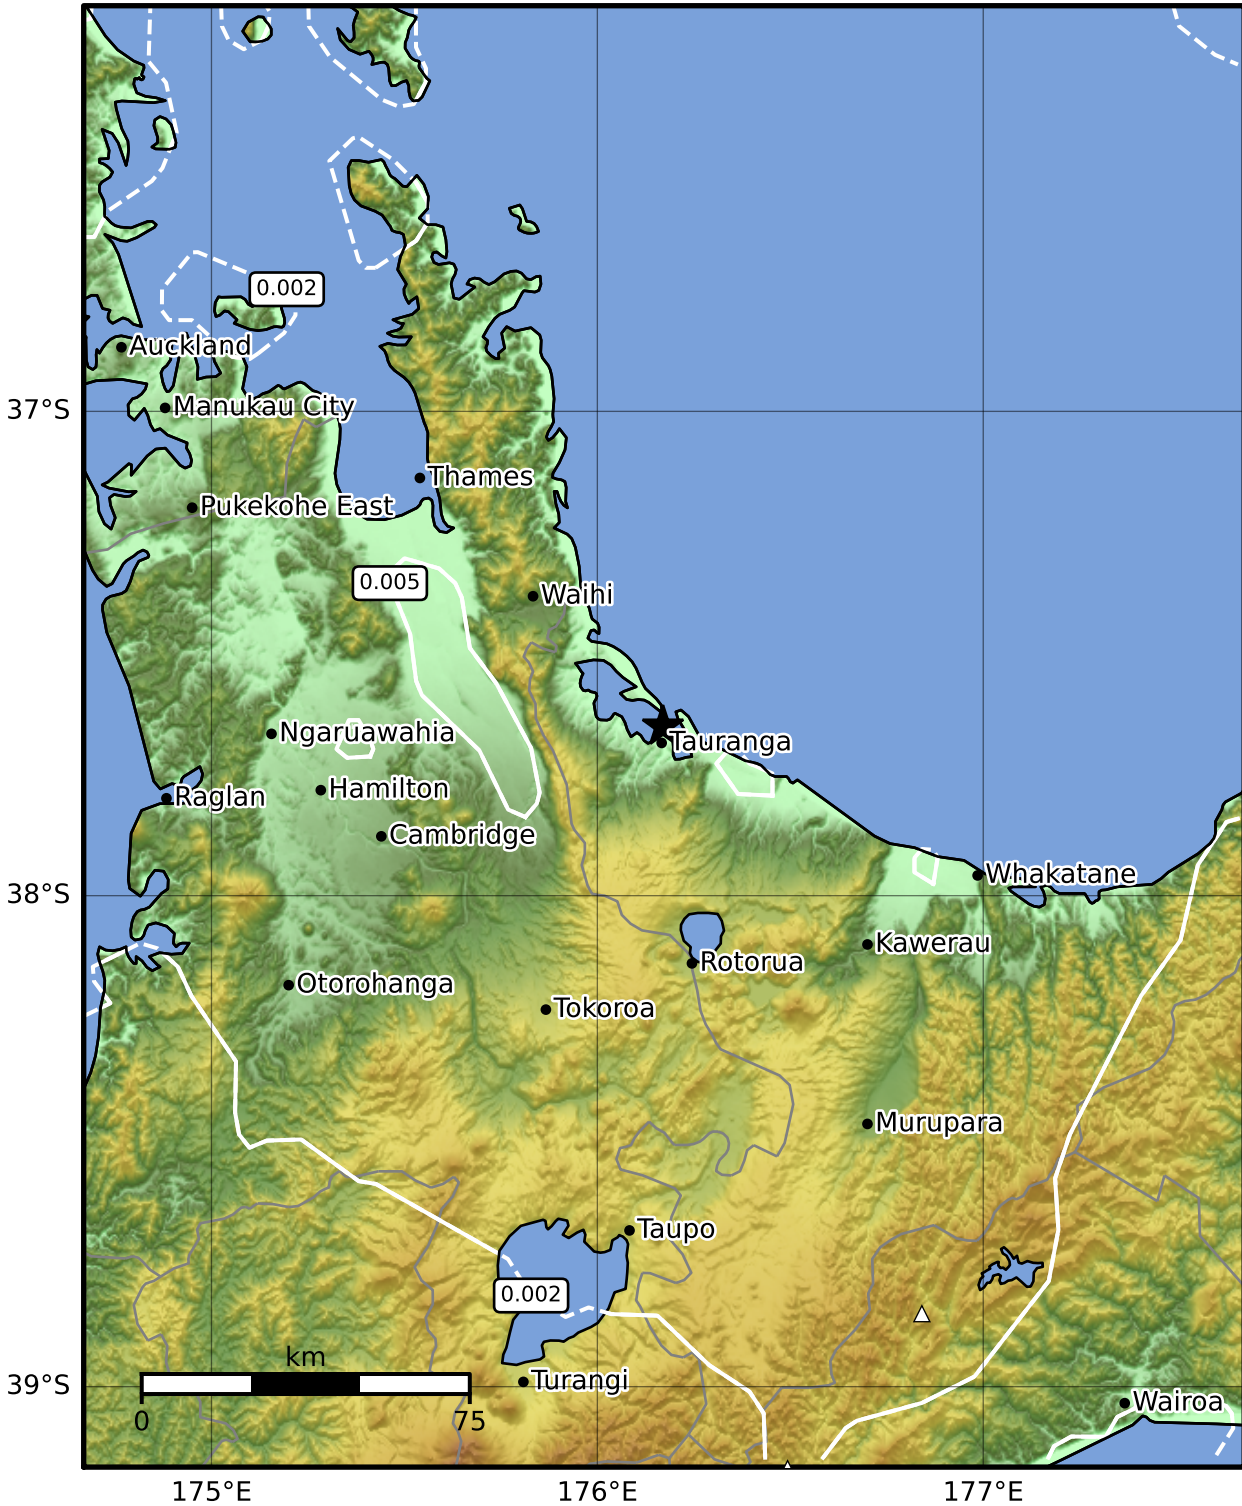 0.002
Auckland
37°S
Manukau City
Thames
Pukekohe East
0.005
Waihi
Ngaruawahia
Tauranga
Raglan
Hamilton
Cambridge
38°S
Whakatane
Kawerau
Rotorua
Otorohanga
Tokoroa
Murupara
Taupo
0.002
km
39°S
Turangi
0
75
Wairoa
175°E
176°E
177°E